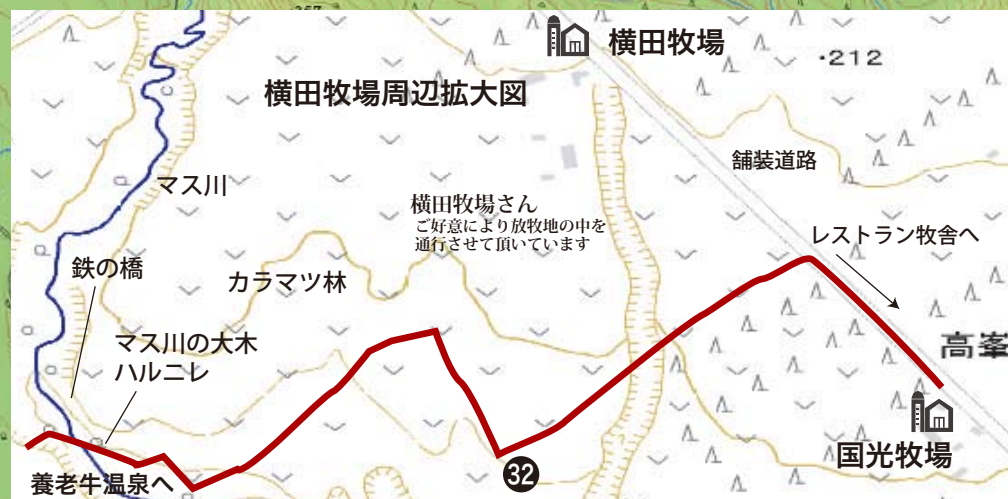 横田牧場
・212
横田牧場周辺拡大図
舗装道路
マス川
横田牧場さん
ご好意により放牧地の中を
通行させて頂いています
レストラン牧舎へ
鉄の橋
カラマツ林
マス川の大木
ハルニレ
高峯
国光牧場
32
養老牛温泉へ